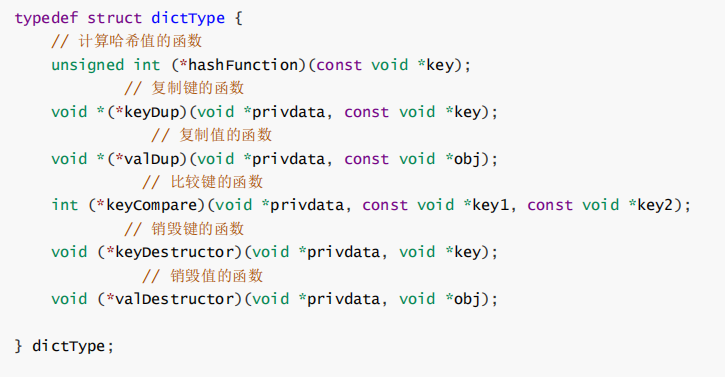 typedef struct dictType {
// 计算哈希值的函数
unsigned int (*hashFunction)(const void *key);
// 复制键的函数
void *(*keyDup)(void *privdata, const void *key);
// 复制值的函数
void *(*valDup)(void *privdata, const void *obj);
// 比较键的函数
int (*keyCompare)(void *privdata, const void *key1, const void *key2);
// 销毁键的函数
void (*keyDestructor)(void *privdata, void *key);
// 销毁值的函数
void (*valDestructor)(void *privdata, void *obj);
} dictType;